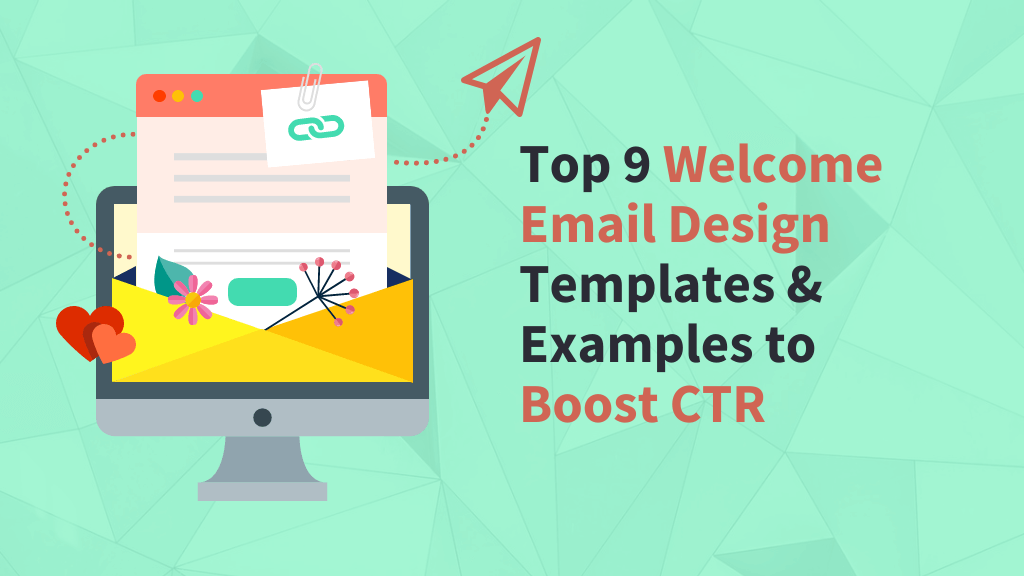 Top 9 Welcome
Email Design
Templates &
Examples to
Boost CTR